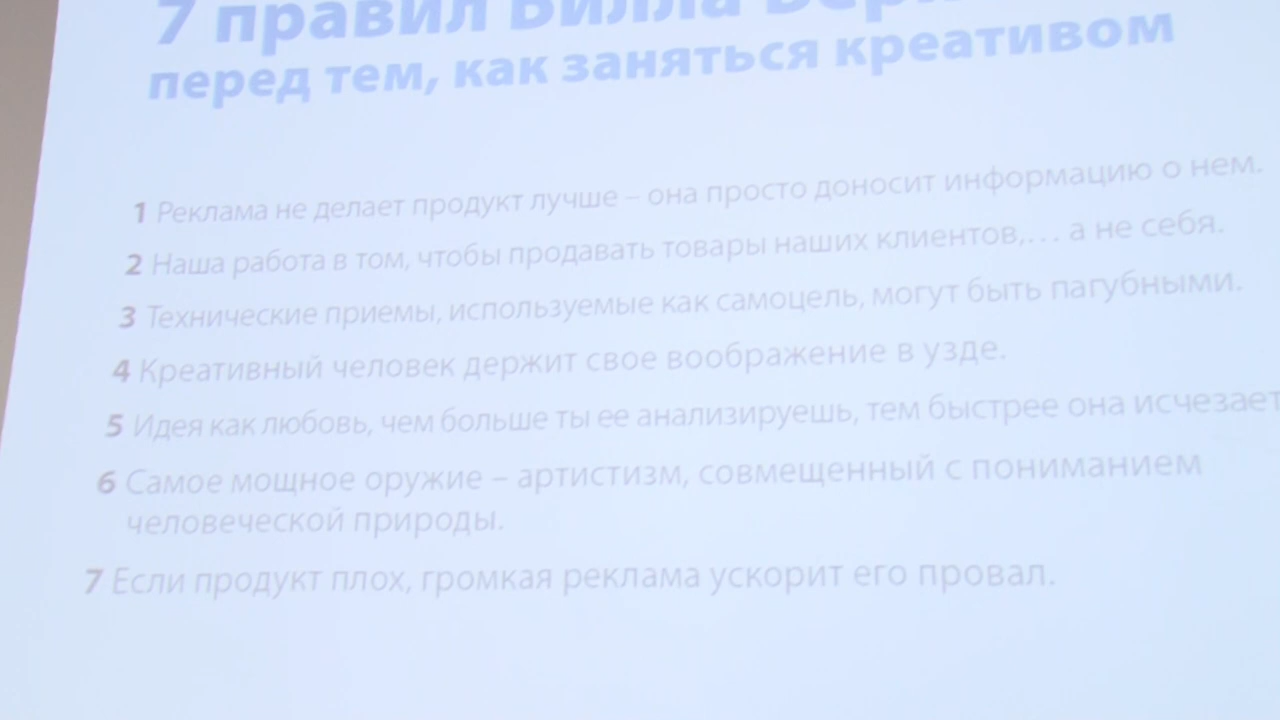 7 правил Билла
перед тем, как заняться креативом
1 Реклама не делает продукт лучше – она просто доносит информацию о нем.
2 Наша работа в том, чтобы продавать товары наших клиентов,… а не себя.
3 Технические приемы, используемые как самоцель, могут быть пагубными.
4 Креативный человек держит свое воображение в узде.
5 Идея как любовь, чем больше ты ее анализируешь, тем быстрее она исчезает
6 Самое мощное оружие – артистизм, совмещенный с пониманием
человеческой природы.
7 Если продукт плох, громкая реклама ускорит его провал.